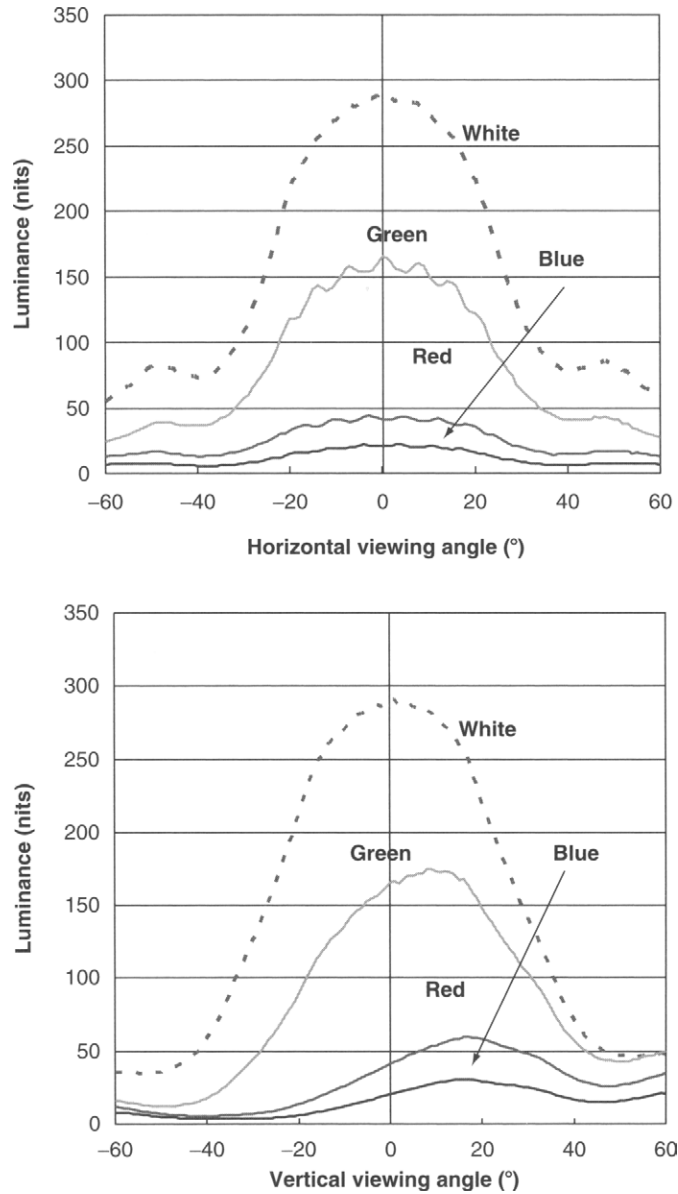 350
300
250
200
150
100
50
0
Luminance (nits)
White
Green
Blue
Red
−60 −40 −20 0 20 40 60
Horizontal viewing angle (°)
350
300
250
200
150
100
50
0
Luminance (nits)
White
Green
Blue
Red
−60 −40 −20 0 20 40 60
Vertical viewing angle (°)